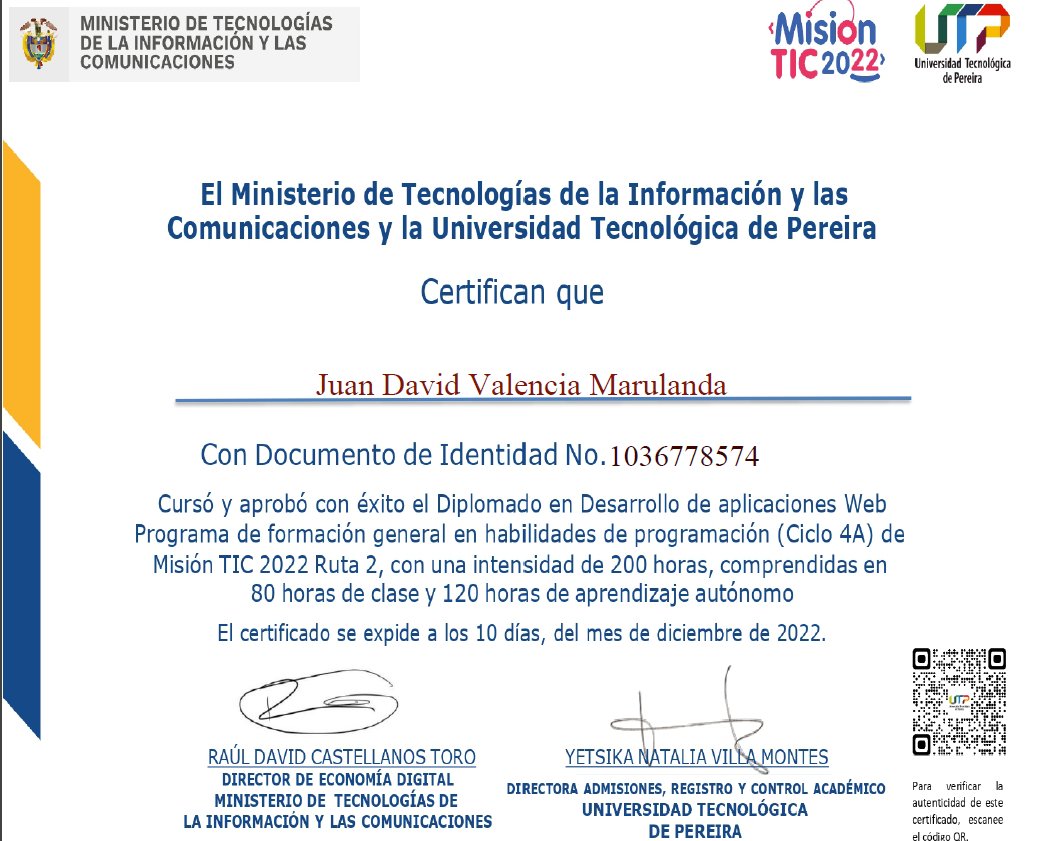 MINISTERIO DE TECNOLOGÍAS
DE LA INFORMACIÓN Y LAS
COMUNICACIONES
Misión
TIC 2022
UTP
Universidad Tecnológica
de Pereira
El Ministerio de Tecnologías de la Información y las
Comunicaciones y la Universidad Tecnológica de Pereira
Certifican que
Juan David Valencia Marulanda
Con Documento de Identidad No. 1036778574
Cursó y aprobó con éxito el Diplomado en Desarrollo de aplicaciones Web
Programa de formación general en habilidades de programación (Ciclo 4A) de
Misión TIC 2022 Ruta 2, con una intensidad de 200 horas, comprendidas en
80 horas de clase y 120 horas de aprendizaje autónomo
El certificado se expide a los 10 días, del mes de diciembre de 2022.
RAÚL DAVID CASTELLANOS TORO
DIRECTOR DE ECONOMÍA DIGITAL
MINISTERIO DE TECNOLOGÍAS DE
LA INFORMACIÓN Y LAS COMUNICACIONES
YETSIKA NATALIA VILLA MONTES
DIRECTORA ADMISIONES, REGISTRO Y CONTROL ACADÉMICO
UNIVERSIDAD TECNOLÓGICA
DE PEREIRA
UTP
Para verificar la
autenticidad de este
certificado, escanee
el código QR.